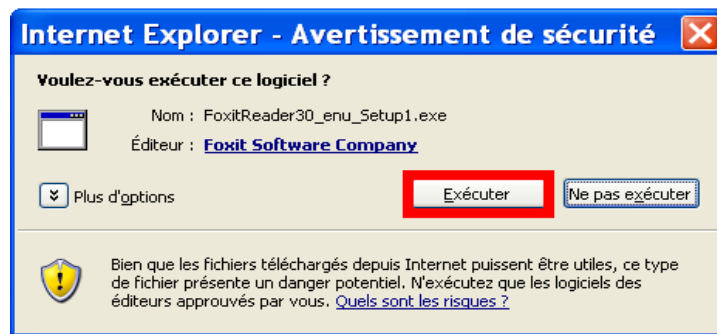 Internet Explorer - Avertissement de sécurité
Voulez-vous exécuter ce logiciel ?
Nom : FoxitReader30_enu_Setup1.exe
Éditeur : Foxit Software Company
Plus d'options
Exécuter
Ne pas exécuter
Bien que les fichiers téléchargés depuis Internet puissent être utiles, ce type
de fichier présente un danger potentiel. N'exécutez que les logiciels des
éditeurs approuvés par vous. Quels sont les risques ?